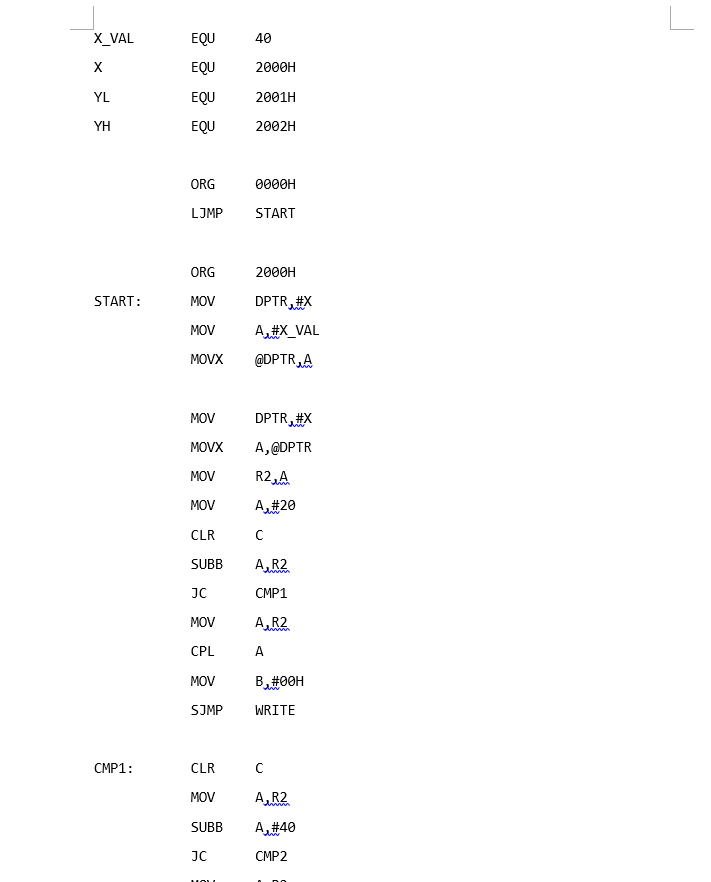 X_VAL EQU 40
X EQU 2000H
YL EQU 2001H
YH EQU 2002H
ORG 0000H
LJMP START
ORG 2000H
START: MOV DPTR,#X
MOV A,#X_VAL
MOVX @DPTR,A
MOV DPTR,#X
MOVX A,@DPTR
MOV R2,A
MOV A,#20
CLR C
SUBB A,R2
JC CMP1
MOV A,R2
CPL A
MOV B,#00H
SJMP WRITE
CMP1: CLR C
MOV A,R2
SUBB A,#40
JC CMP2